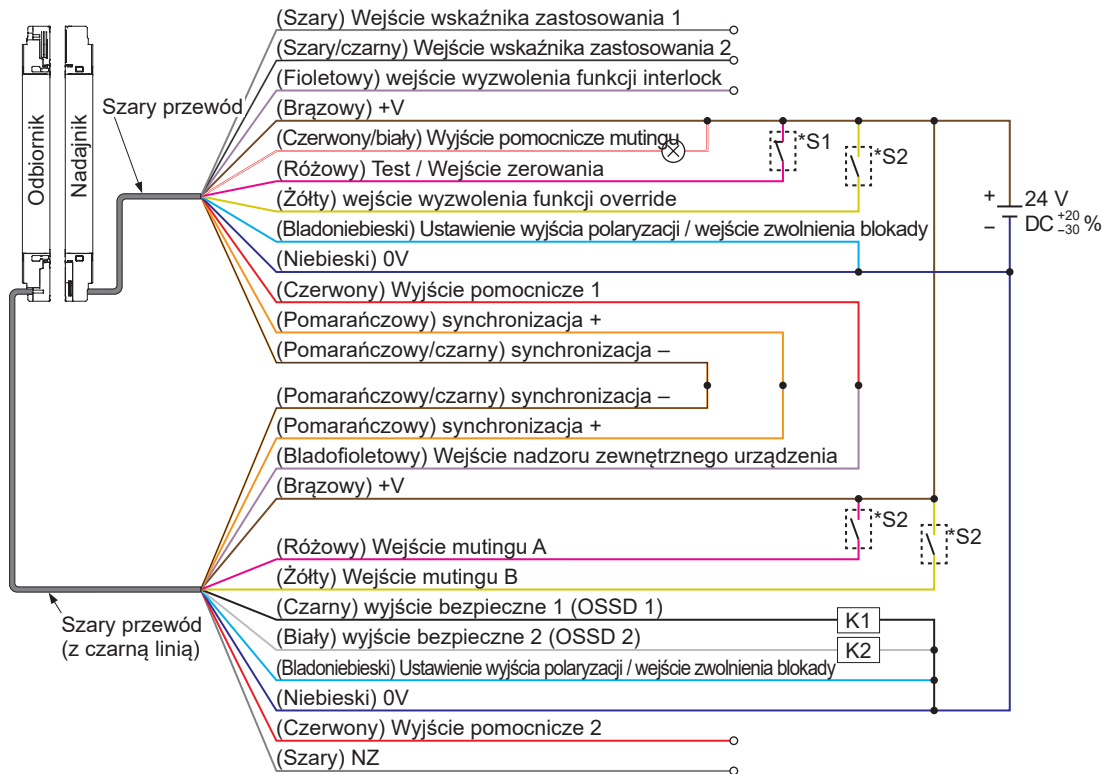 (Szary) Wejście wskaźnika zastosowania 1
(Szary/czarny) Wejście wskaźnika zastosowania 2
(Fioletowy) wejście wyzwolenia funkcji interlock
(Brązowy) +V
(Czerwony/biały) Wyjście pomocnicze mutingu
(Różowy) Test / Wejście zerowania
(Żółty) wejście wyzwolenia funkcji override
(Bladoniebieski) Ustawienie wyjścia polaryzacji / wejście zwolnienia blokady
(Niebieski) 0V
(Czerwony) Wyjście pomocnicze 1
(Pomarańczowy) synchronizacja +
(Pomarańczowy/czarny) synchronizacja –
Odbiornik
Nadajnik
Szary przewód
*S1
*S2
+
–
24 V
DC +20 –30 %
(Pomarańczowy/czarny) synchronizacja –
(Pomarańczowy) synchronizacja +
(Bladofioletowy) Wejście nadzoru zewnętrznego urządzenia
(Brązowy) +V
(Różowy) Wejście mutingu A
(Żółty) Wejście mutingu B
(Czarny) wyjście bezpieczne 1 (OSSD 1)
(Biały) wyjście bezpieczne 2 (OSSD 2)
(Bladoniebieski) Ustawienie wyjścia polaryzacji / wejście zwolnienia blokady
(Niebieski) 0V
(Czerwony) Wyjście pomocnicze 2
(Szary) NZ
*S2
*S2
K1
K2
Szary przewód
(z czarną linią)